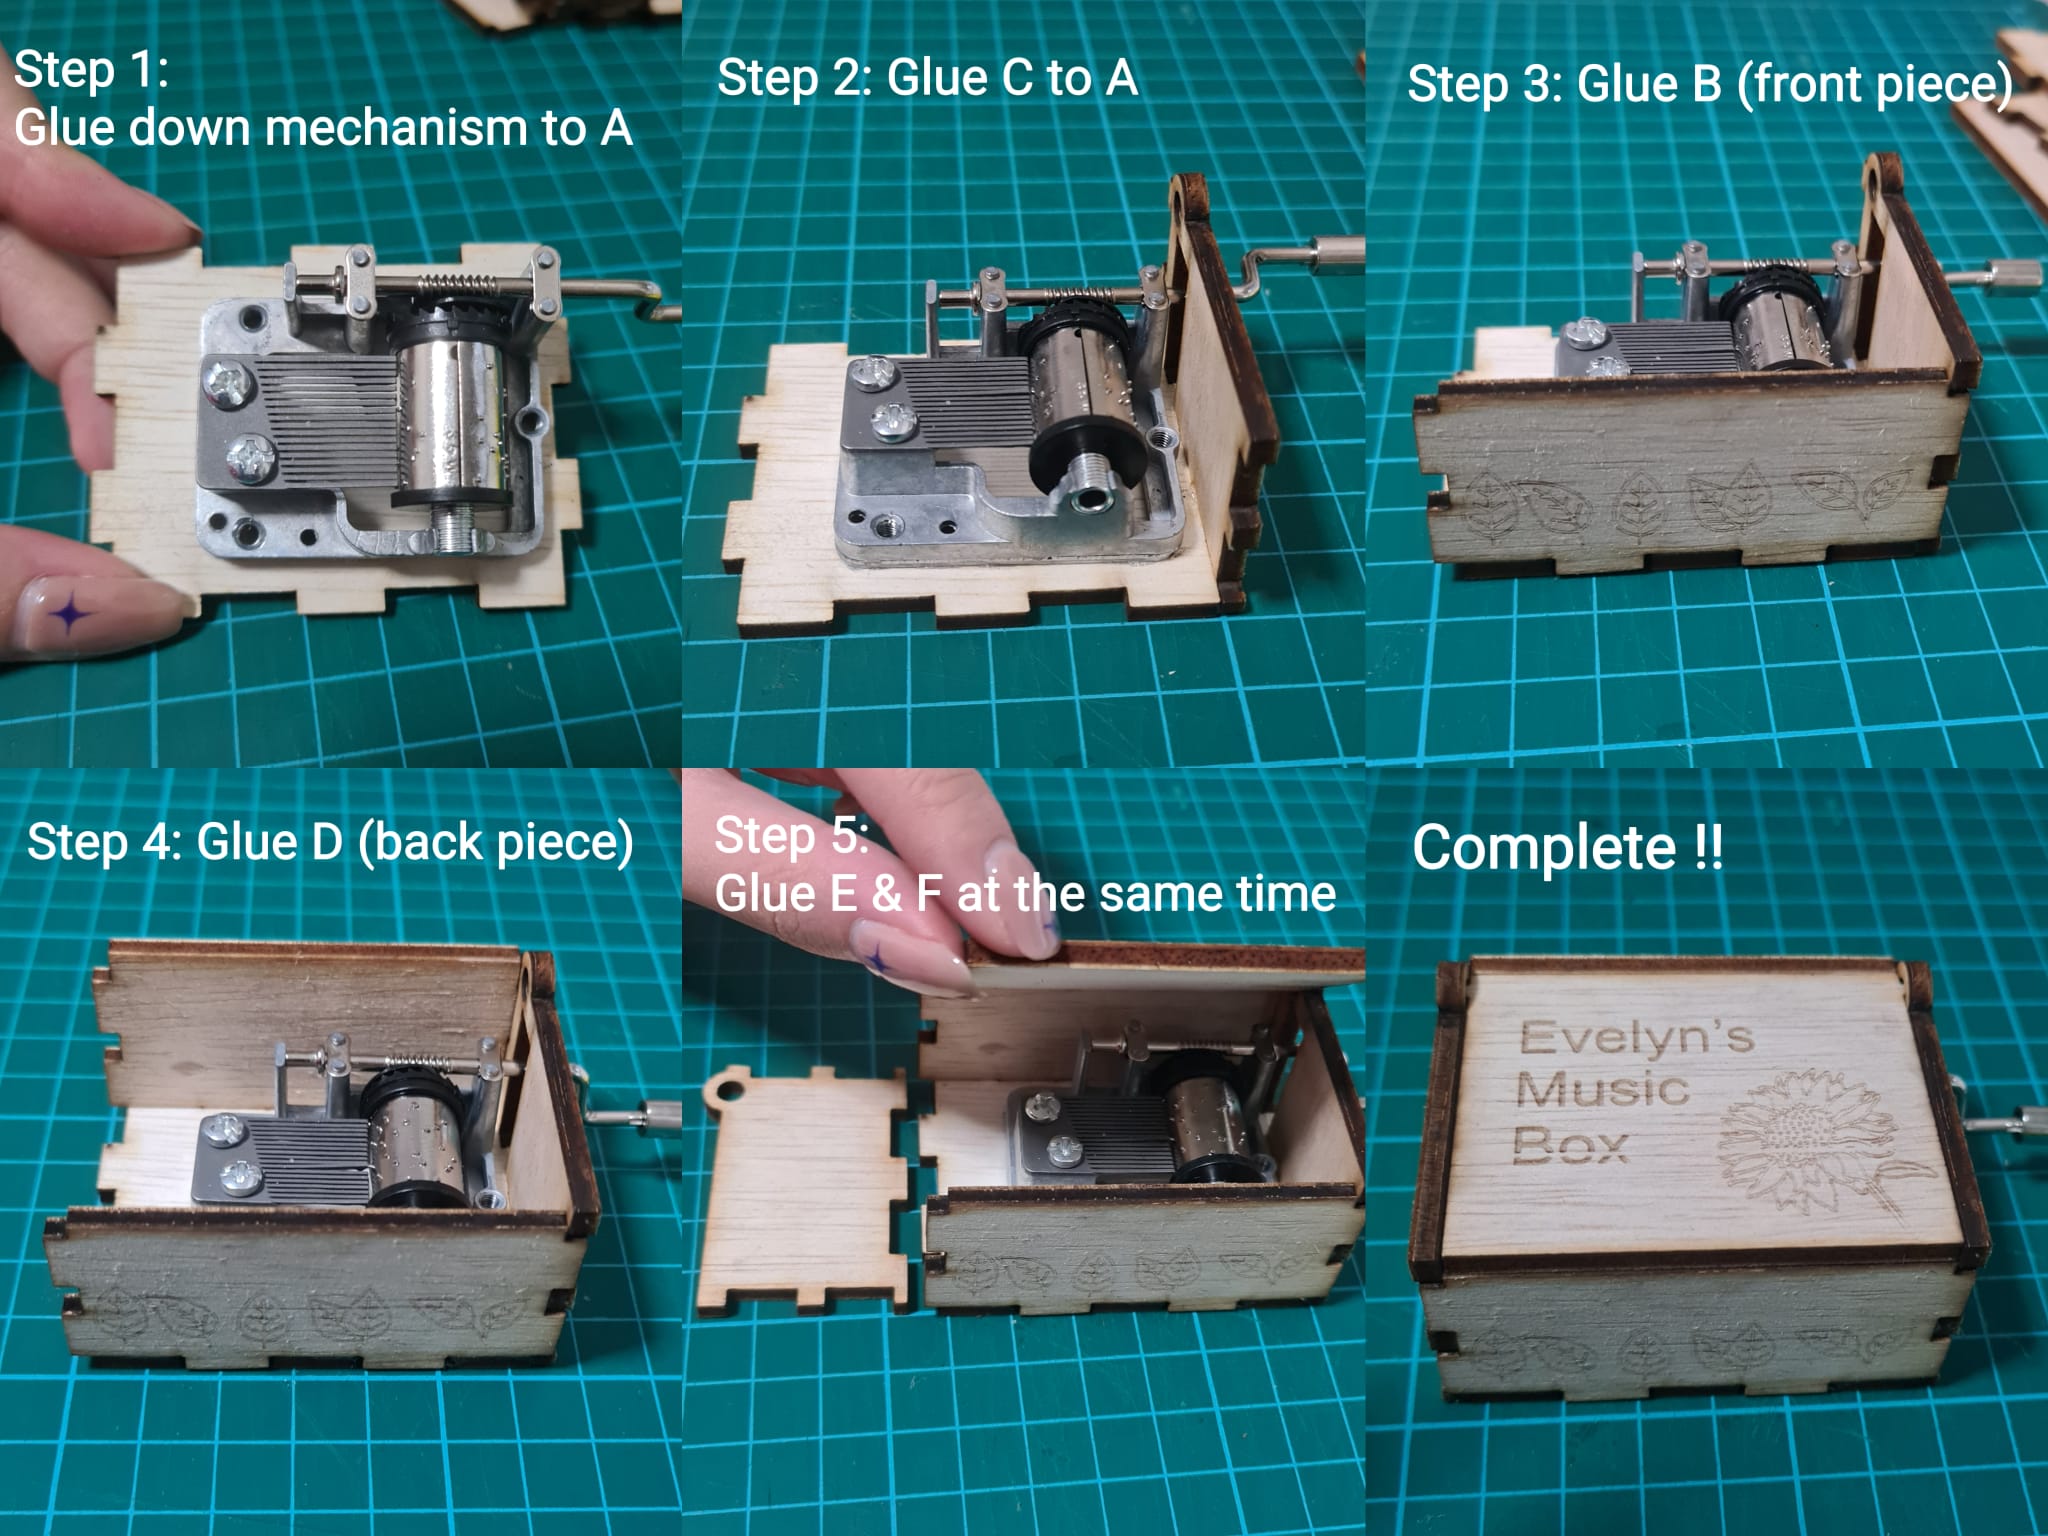 Step 1:
Glue down mechanism to A
Step 2: Glue C to A
Step 3: Glue B (front piece)
Step 4: Glue D (back piece)
Step 5:
Glue E & F at the same time
Complete !!
Evelyn's
Music
Box